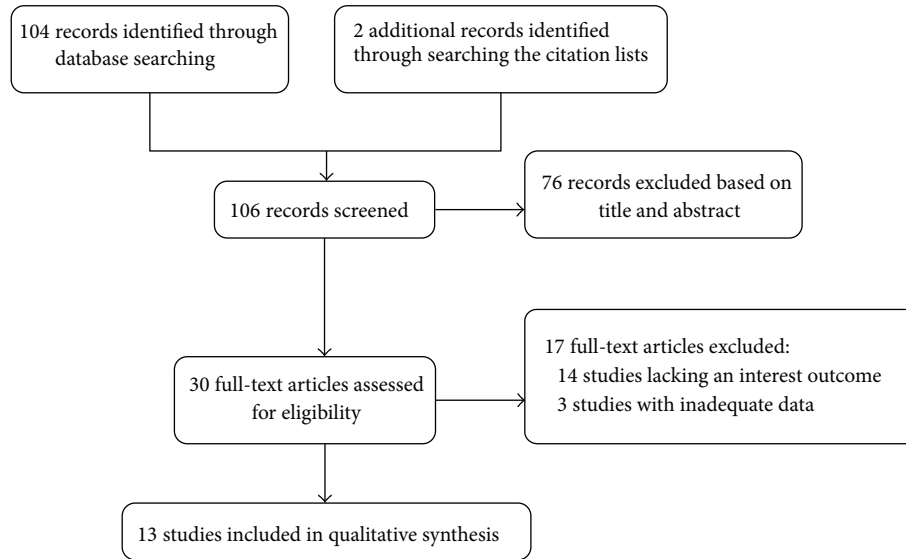 104 records identified through
database searching
2 additional records identified
through searching the citation lists
106 records screened
76 records excluded based on
title and abstract
30 full-text articles assessed
for eligibility
17 full-text articles excluded:
14 studies lacking an interest outcome
3 studies with inadequate data
13 studies included in qualitative synthesis